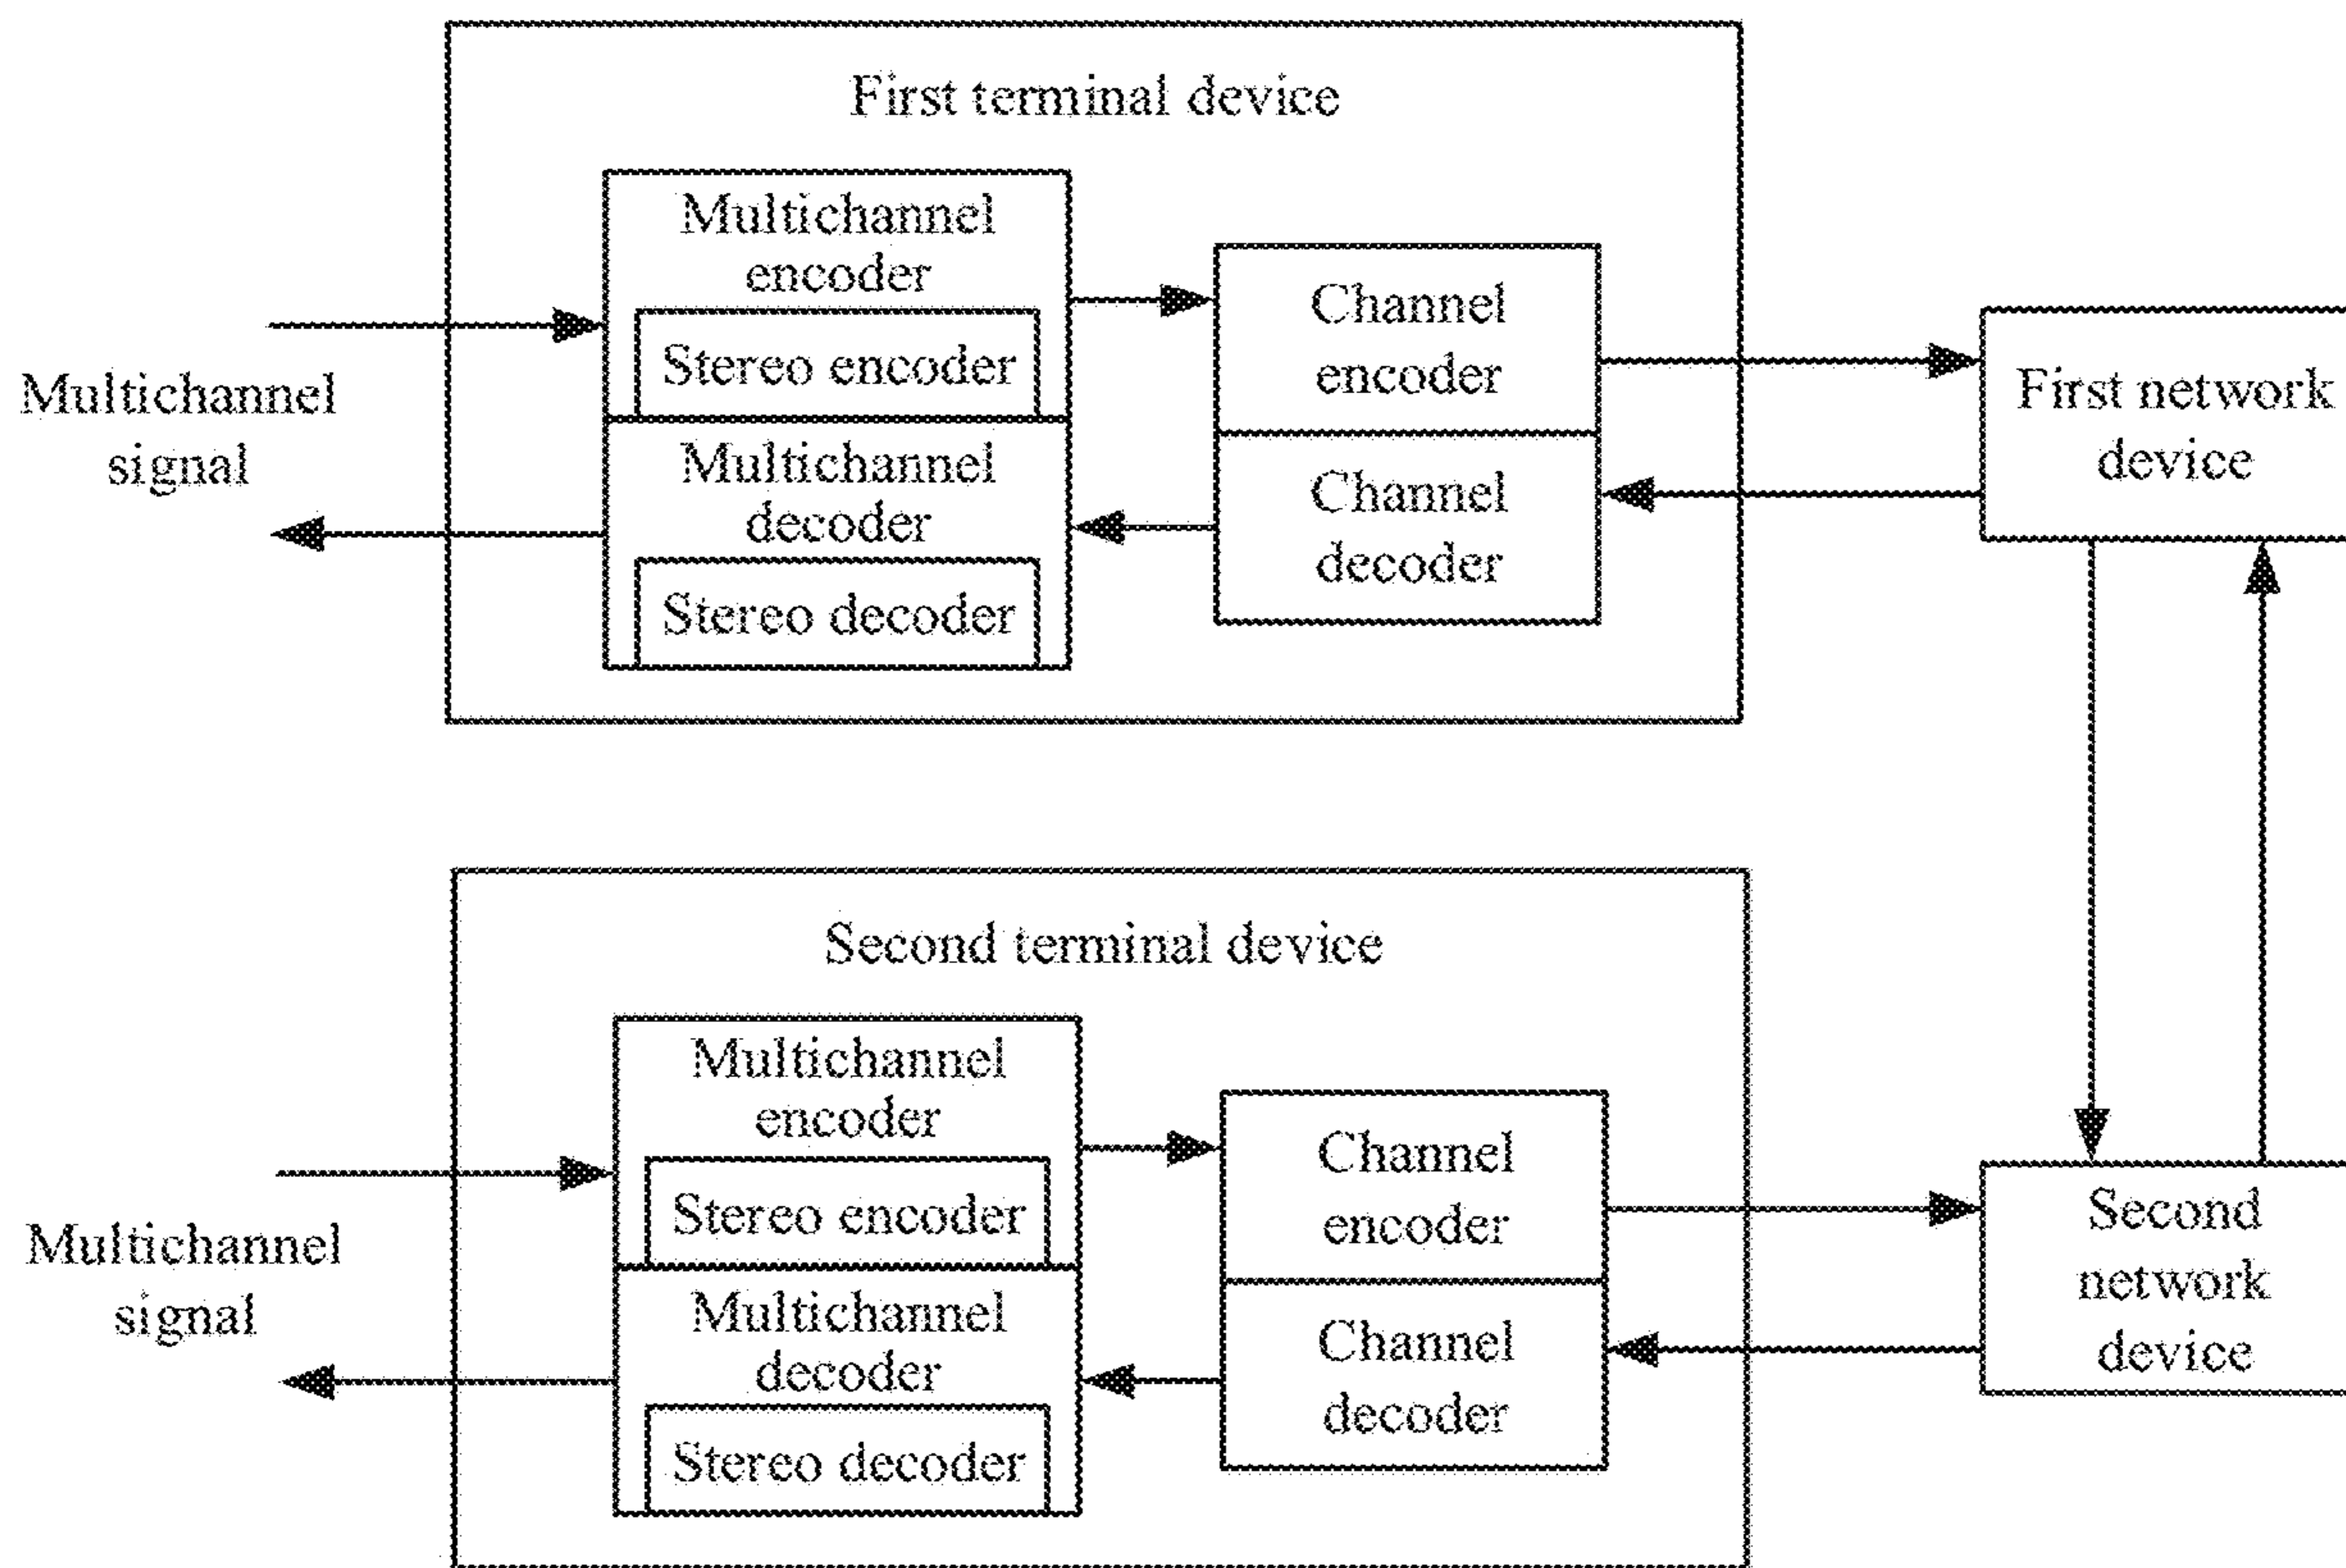 First terminal device
Multichannel
encoder
Stereo encoder
Multichannel
decoder
Stereo decoder
Channel
encoder
Channel
decoder
Multichannel
signal
First network
device
Second terminal device
Multichannel
encoder
Stereo encoder
Multichannel
decoder
Stereo decoder
Channel
encoder
Channel
decoder
Multichannel
signal
Second
network
device